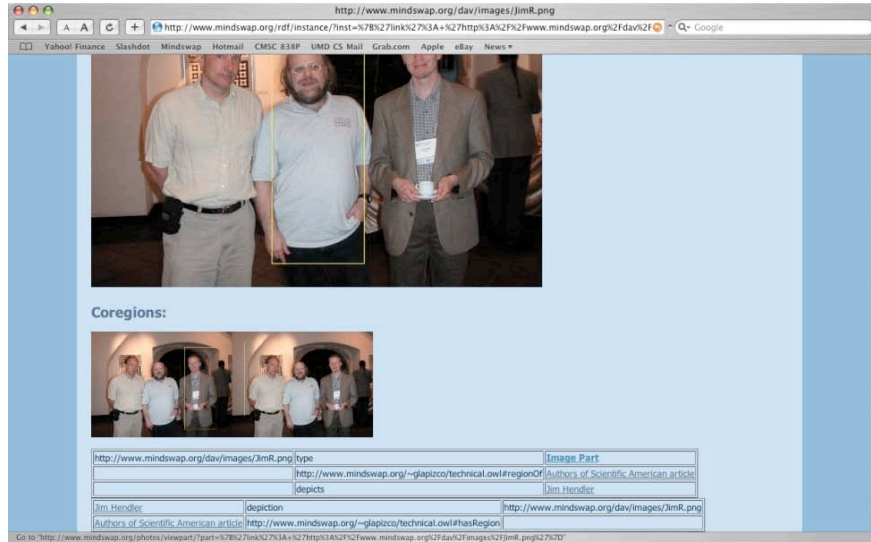 http://www.mindswap.org/dav/images/JimR.png
A A + http://www.mindswap.org/rdf/instance/?inst=%7B%27link%27%3A+%27http%3A%2F%2Fwww.mindswap.org%2Fdav%2F Q- Google
Yahoo! Finance Slashdot Mindswap Hotmail CMSC 838P UMD CS Mail Grab.com Apple eBay News
Coregions:
http://www.mindswap.org/dav/images/JimR.png type Image Part
http://www.mindswap.org/~glapizco/technical.owl#regionOf Authors of Scientific American article
depicts Jim Hendler
Jim Hendler depiction http://www.mindswap.org/dav/images/JimR.png
Authors of Scientific American article http://www.mindswap.org/~glapizco/technical.owl#hasRegion
Go to "http://www.mindswap.org/photos/viewpart/?part=%7B%27link%27%3A+%27http%3A%2F%2Fwww.mindswap.org%2Fdav%2Fimages%2FJimR.png%27%7D"